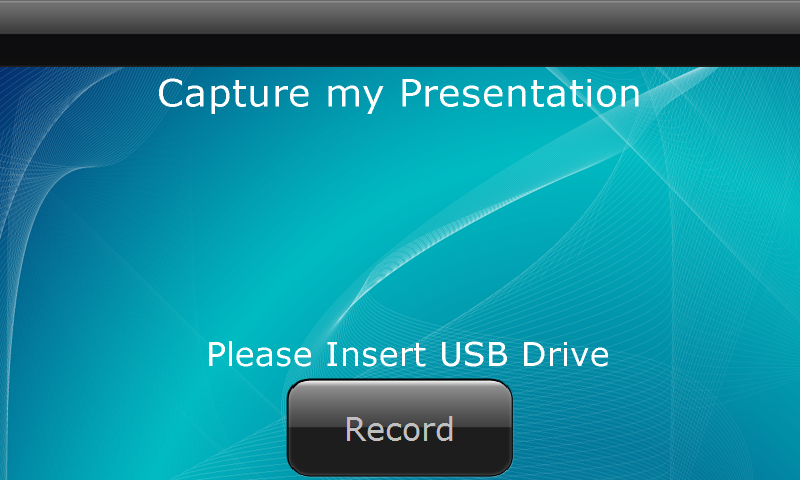 Capture my Presentation
Please Insert USB Drive
Record